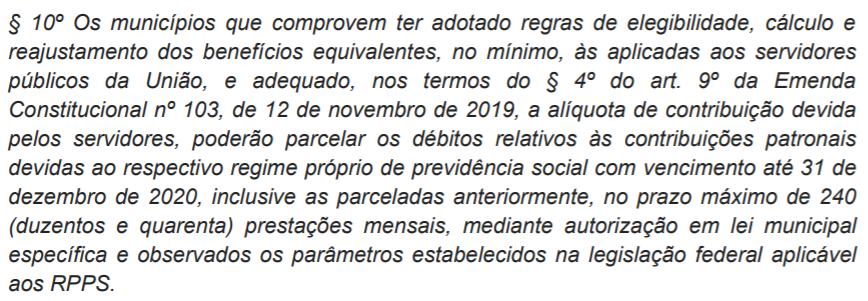 § 10º Os municípios que comprovem ter adotado regras de elegibilidade, cálculo e
reajustamento dos benefícios equivalentes, no mínimo, às aplicadas aos servidores
públicos da União, e adequado, nos termos do § 4º do art. 9º da Emenda
Constitucional nº 103, de 12 de novembro de 2019, a alíquota de contribuição devida
pelos servidores, poderão parcelar os débitos relativos às contribuições patronais
devidas ao respectivo regime próprio de previdência social com vencimento até 31 de
dezembro de 2020, inclusive as parceladas anteriormente, no prazo máximo de 240
(duzentos e quarenta) prestações mensais, mediante autorização em lei municipal
específica e observados os parâmetros estabelecidos na legislação federal aplicável
aos RPPS.